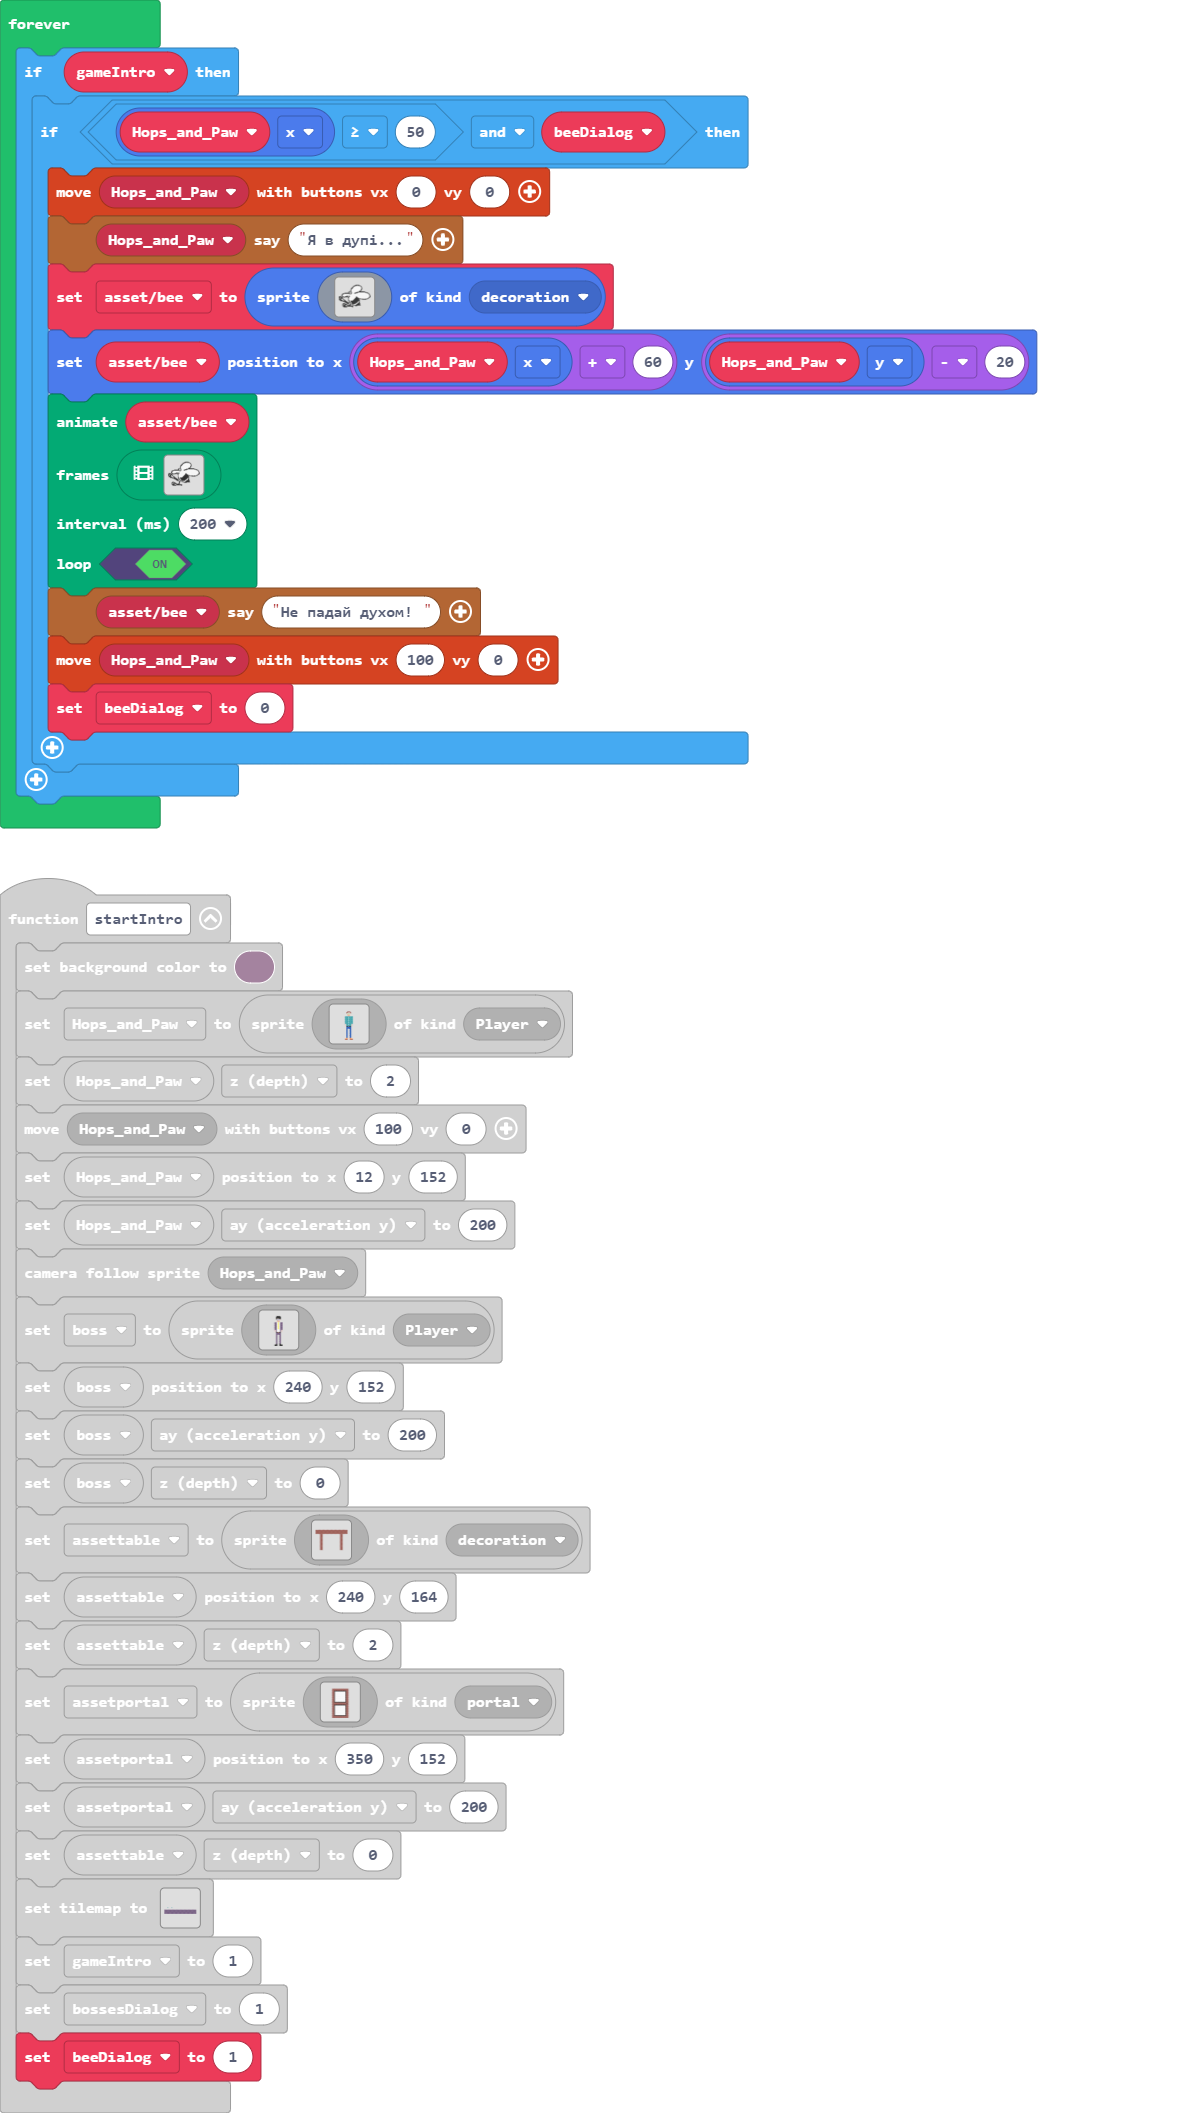 forever
if gameIntro then
if Hops_and_Paw x ≥ 50 and beeDialog then
move Hops_and_Paw with buttons vx 0 vy 0
Hops_and_Paw say "Я в дупі..."
set asset/bee to sprite of kind decoration
set asset/bee position to x Hops_and_Paw x + 60 y Hops_and_Paw y - 20
animate asset/bee
frames
interval (ms) 200
loop ON
asset/bee say "Не падай духом! "
move Hops_and_Paw with buttons vx 100 vy 0
set beeDialog to 0
function startIntro
set background color to
set Hops_and_Paw to sprite of kind Player
set Hops_and_Paw z (depth) to 2
move Hops_and_Paw with buttons vx 100 vy 0
set Hops_and_Paw position to x 12 y 152
set Hops_and_Paw ay (acceleration y) to 200
camera follow sprite Hops_and_Paw
set boss to sprite of kind Player
set boss position to x 240 y 152
set boss ay (acceleration y) to 200
set boss z (depth) to 0
set assettable to sprite of kind decoration
set assettable position to x 240 y 164
set assettable z (depth) to 2
set assetportal to sprite of kind portal
set assetportal position to x 350 y 152
set assetportal ay (acceleration y) to 200
set assettable z (depth) to 0
set tilemap to
set gameIntro to 1
set bossesDialog to 1
set beeDialog to 1